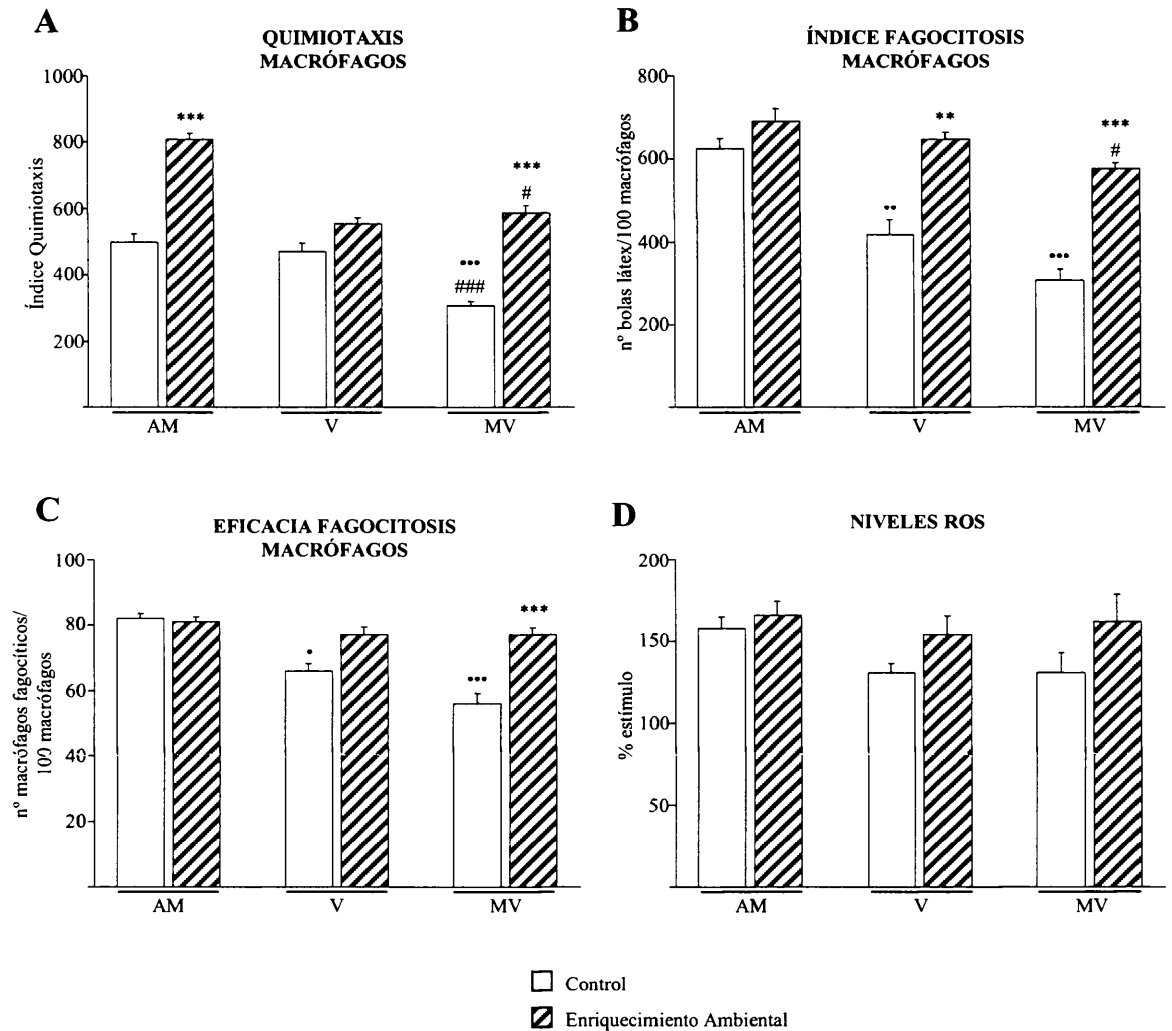 A
QUIMIOTAXIS
MACRÓFAGOS
1000
800
600
400
200
Índice Quimiotaxis
***
•••
###
***
#
AM
V
MV
B
ÍNDICE FAGOCITOSIS
MACRÓFAGOS
800
600
400
200
nº bolas látex/100 macrófagos
••
**
•••
***
#
AM
V
MV
C
EFICACIA FAGOCITOSIS
MACRÓFAGOS
100
80
60
40
20
nº macrófagos fagocíticos/
100 macrófagos
•
•••
***
AM
V
MV
D
NIVELES ROS
200
150
100
50
% estímulo
AM
V
MV
Control
Enriquecimiento Ambiental